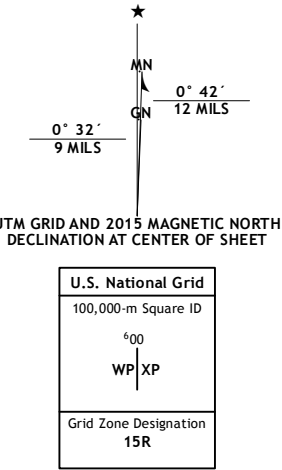 MN
0° 42´
GN
12 MILS
0° 32´
9 MILS
UTM GRID AND 2015 MAGNETIC NORTH
DECLINATION AT CENTER OF SHEET
U.S. National Grid
100,000-m Square ID
600
WP XP
Grid Zone Designation
15R